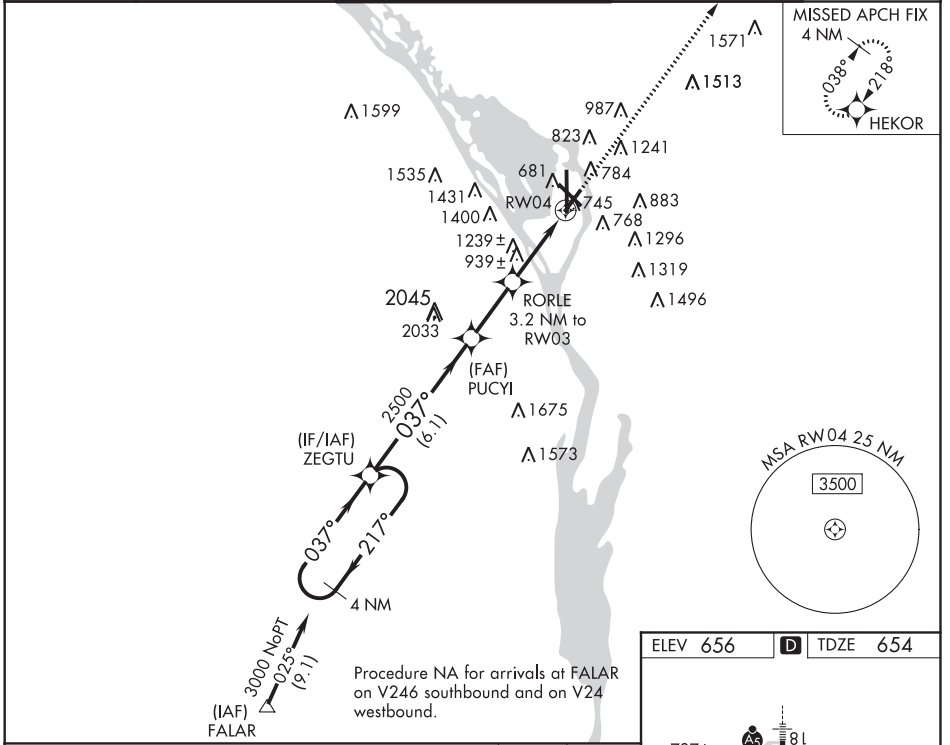 MISSED APCH FIX
4 NM
038°
218°
HEKOR
1571
1513
1599
987
823
1241
1535
681
784
1431
RW04
745
883
1400
768
1239±
1296
939±
1319
RORLE
3.2 NM to
RW03
1496
2045
2033
(FAF)
PUCYI
2500
037°
(6.1)
1675
1573
(IF/IAF)
ZEGTU
MSA RW04 25 NM
3500
037°
217°
4 NM
3000 NoPT
025°
(9.1)
(IAF)
FALAR
Procedure NA for arrivals at FALAR
on V246 southbound and on V24
westbound.
ELEV 656
D
TDZE 654
A5
18